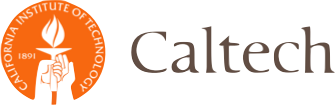 CALIFORNIA INSTITUTE OF TECHNOLOGY
1891
Caltech